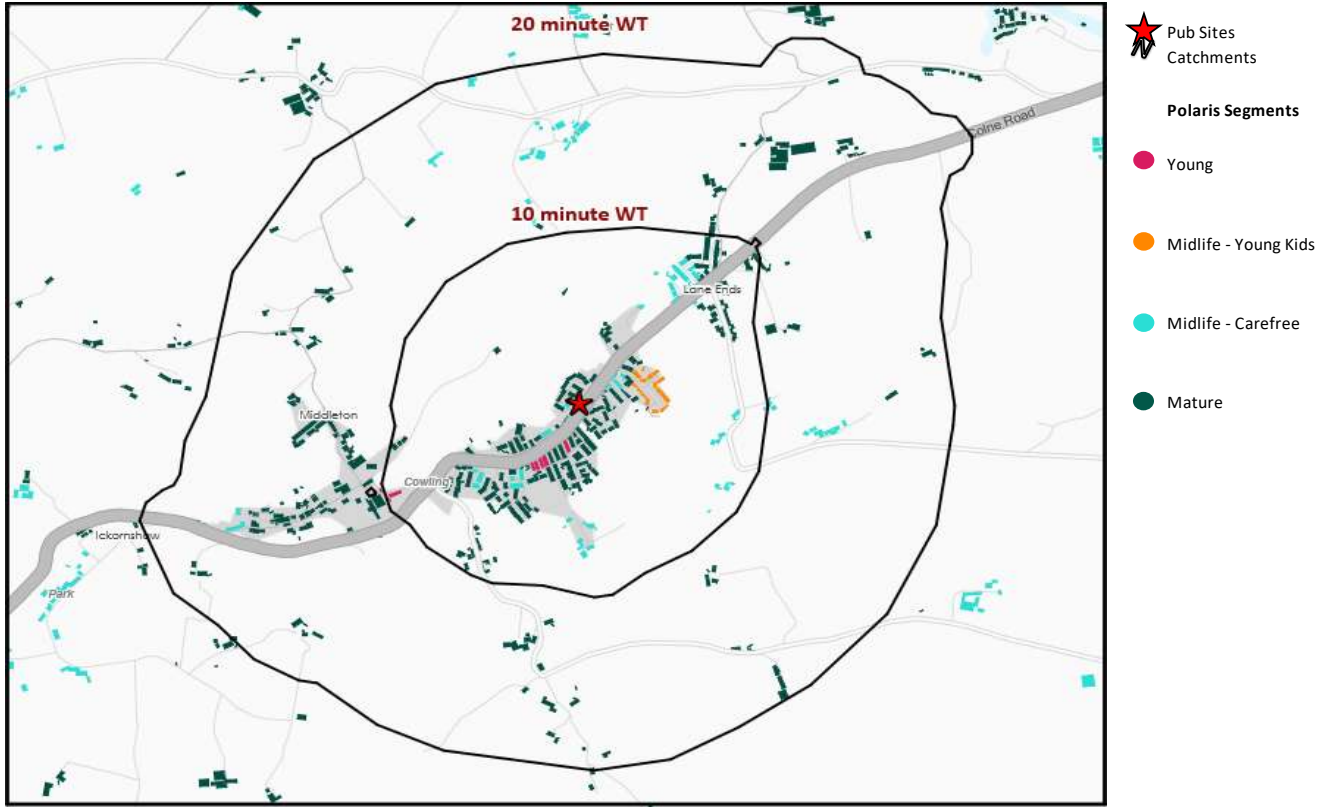 20 minute WT
Colne Road
10 minute WT
Lane Ends
Middleton
Cowling
Ickornshaw
Park
Pub Sites
Catchments
Polaris Segments
Young
Midlife - Young Kids
Midlife - Carefree
Mature